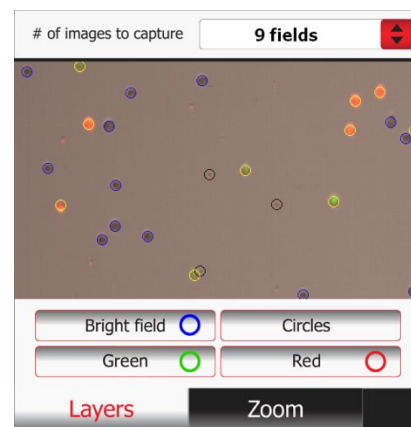 # of images to capture 9 fields
Bright field Circles
Green Red
Layers Zoom